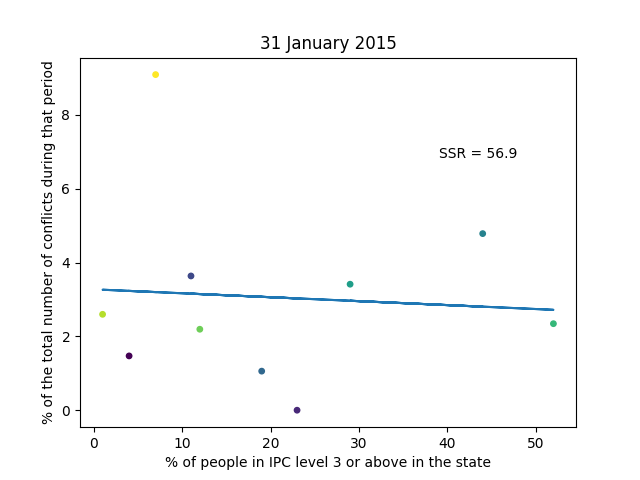 31 January 2015
% of the total number of conflicts during that period
8
6
4
2
0
SSR = 56.9
0 10 20 30 40 50
% of people in IPC level 3 or above in the state